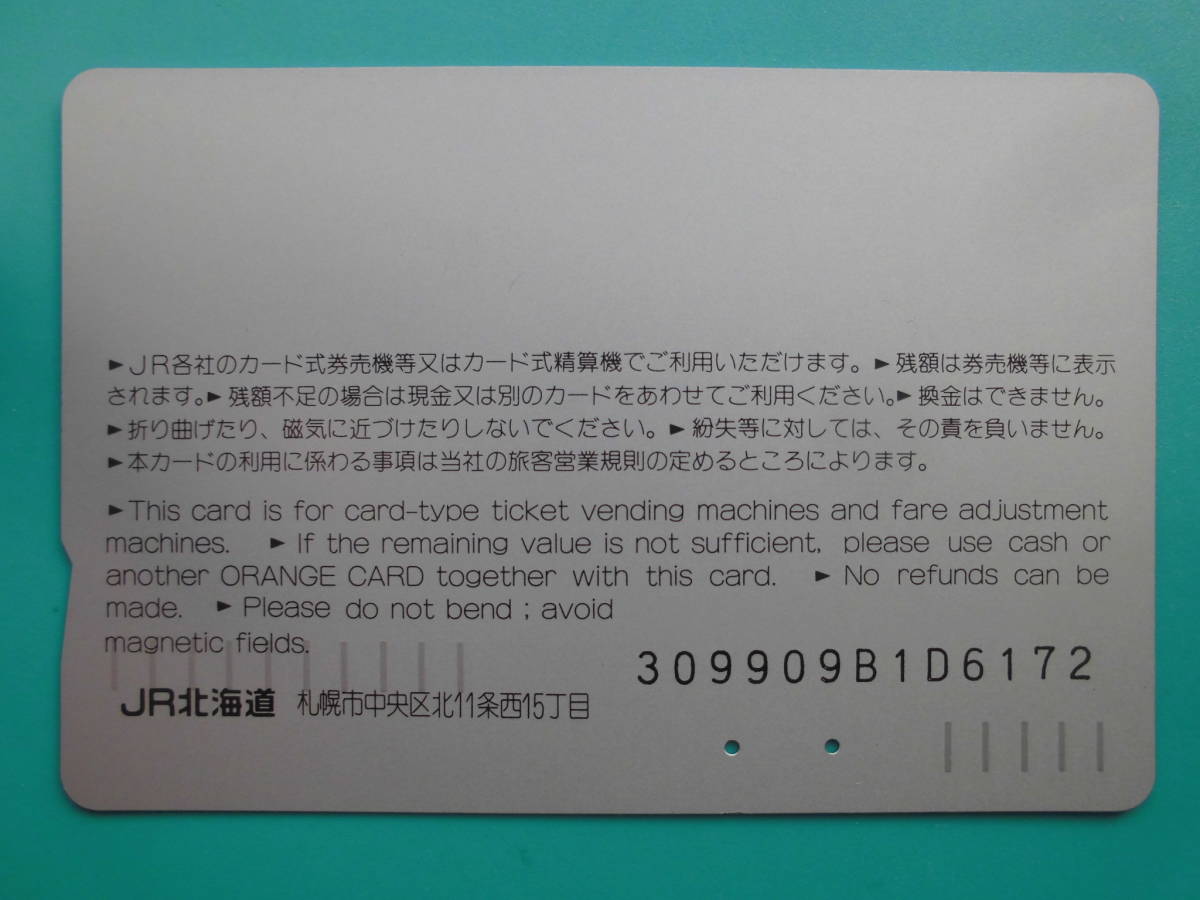 ►JR各社のカード式券売機等又はカード式精算機でご利用いただけます。►残額は券売機等に表示
されます。►残額不足の場合は現金又は別のカードをあわせてご利用ください。►換金はできません。
►折り曲げたり、磁気に近づけたりしないでください。►紛失等に対しては、その責を負いません。
►本カードの利用に係わる事項は当社の旅客営業規則の定めるところによります。
►This card is for card-type ticket vending machines and fare adjustment
machines. ►If the remaining value is not sufficient, please use cash or
another ORANGE CARD together with this card. ►No refunds can be
made. ►Please do not bend ; avoid
magnetic fields.
309909B1D6172
JR北海道 札幌市中央区北11条西15丁目